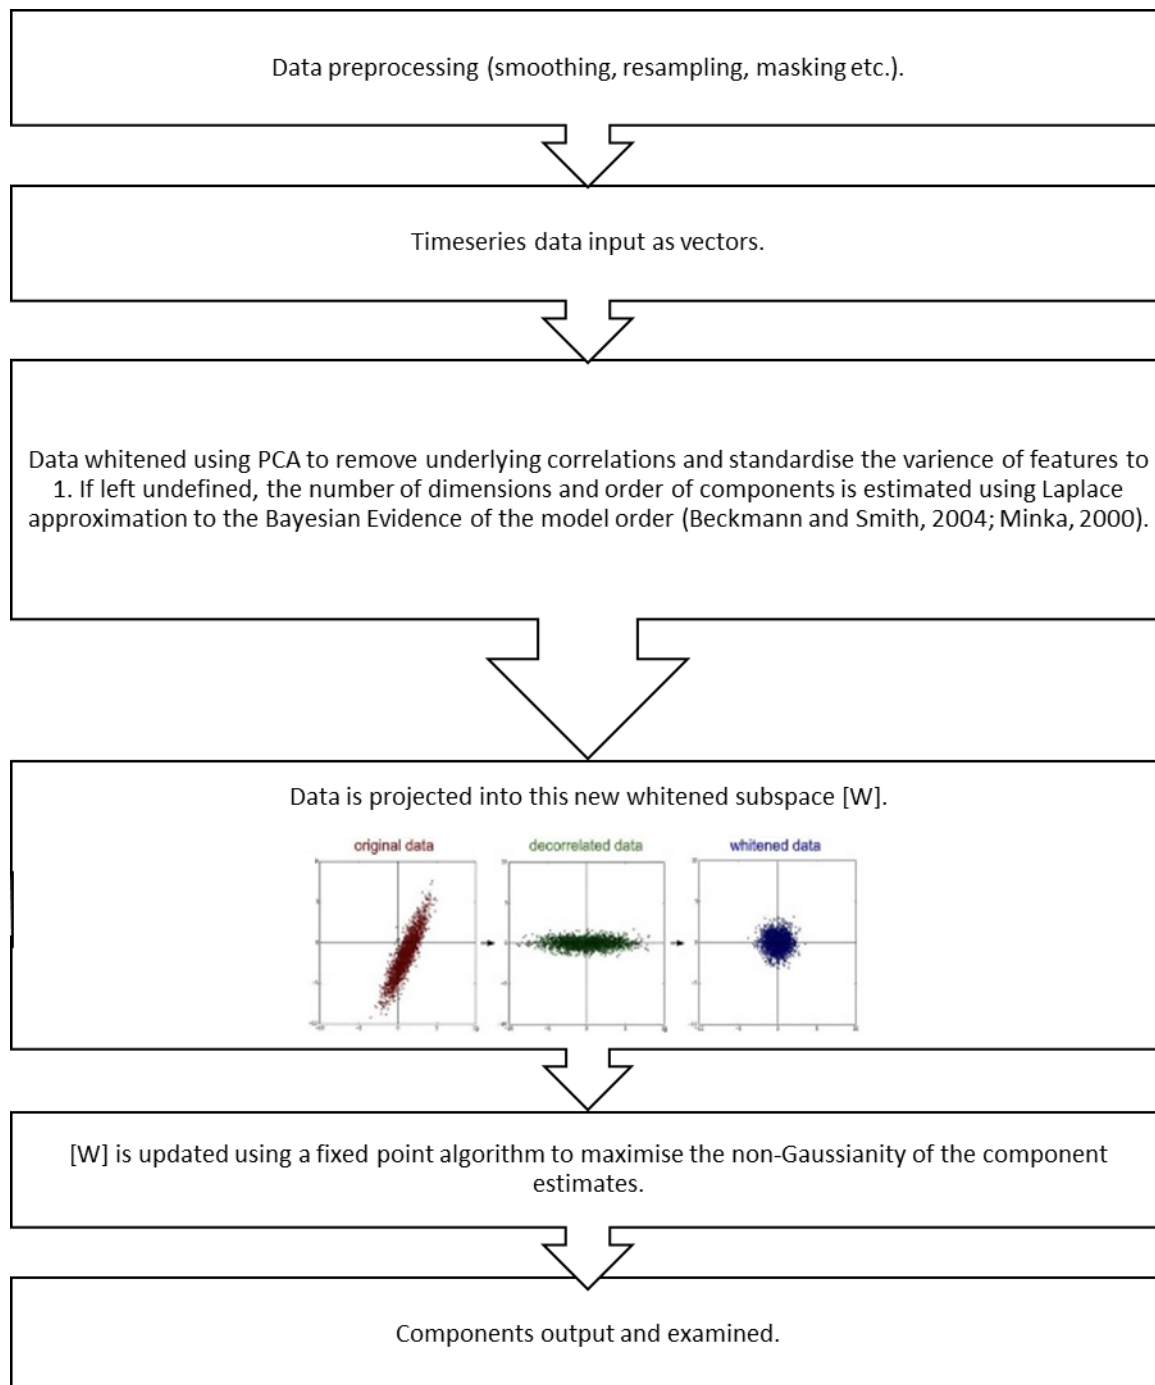 Data preprocessing (smoothing, resampling, masking etc.).
Timeseries data input as vectors.
Data whitened using PCA to remove underlying correlations and standardise the varience of features to
1. If left undefined, the number of dimensions and order of components is estimated using Laplace
approximation to the Bayesian Evidence of the model order (Beckmann and Smith, 2004; Minka, 2000).
Data is projected into this new whitened subspace [W].
original data
decorrelated data
whitened data
[W] is updated using a fixed point algorithm to maximise the non-Gaussianity of the component
estimates.
Components output and examined.